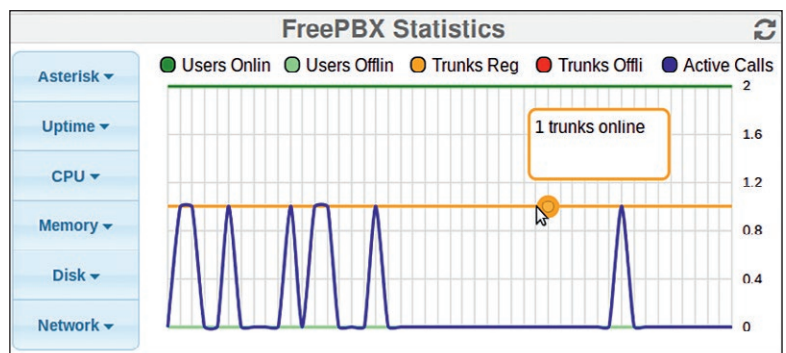 FreePBX Statistics
Asterisk
Uptime
CPU
Memory
Disk
Network
Users Onlin Users Offlin Trunks Reg Trunks Offli Active Calls
1 trunks online
2
1.6
1.2
0.8
0.4
0